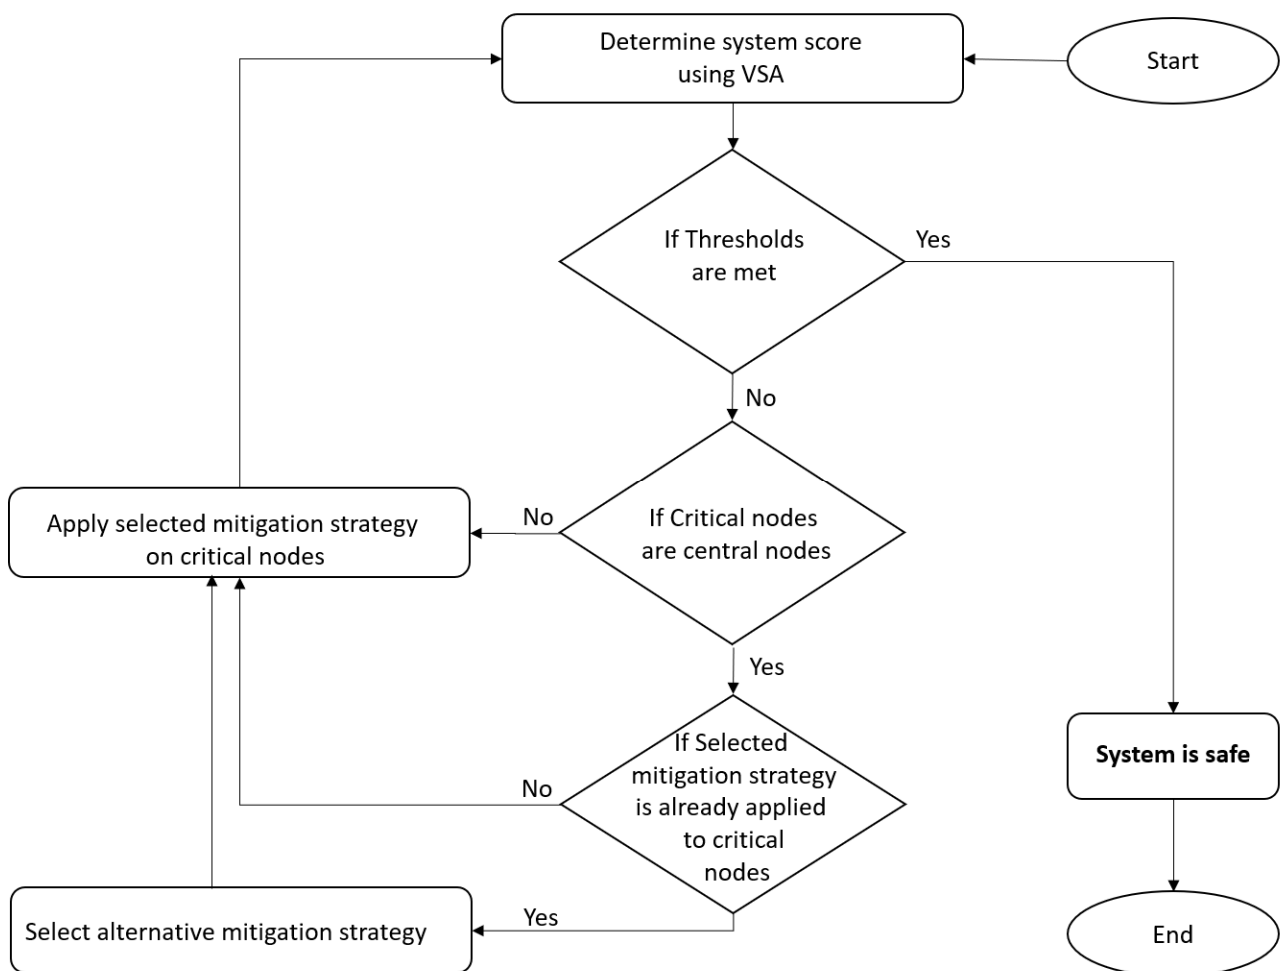 Determine system score
using VSA
Start
If Thresholds
are met
Yes
No
If Critical nodes
are central nodes
No
Apply selected mitigation strategy
on critical nodes
Yes
If Selected
mitigation strategy
is already applied
to critical
nodes
No
System is safe
Yes
Select alternative mitigation strategy
End